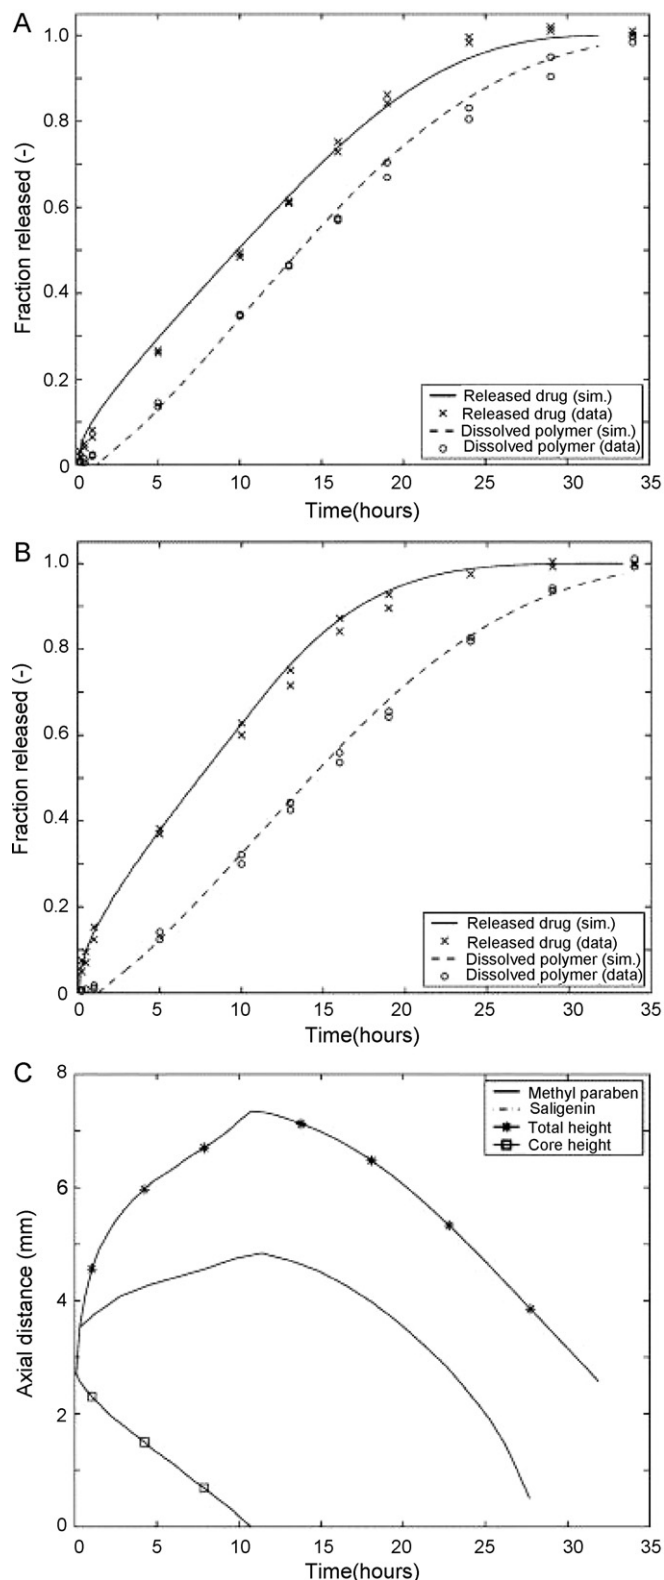 A
Fraction released (-)
1.0
0.8
0.6
0.4
0.2
0
Released drug (sim.)
Released drug (data)
Dissolved polymer (sim.)
Dissolved polymer (data)
5 10 15 20 25 30 35
Time(hours)
B
Fraction released (-)
1.0
0.8
0.6
0.4
0.2
0
Released drug (sim.)
Released drug (data)
Dissolved polymer (sim.)
Dissolved polymer (data)
5 10 15 20 25 30 35
Time(hours)
C
Axial distance (mm)
8
6
4
2
0
Methyl paraben
Saligenin
Total height
Core height
0 5 10 15 20 25 30 35
Time(hours)